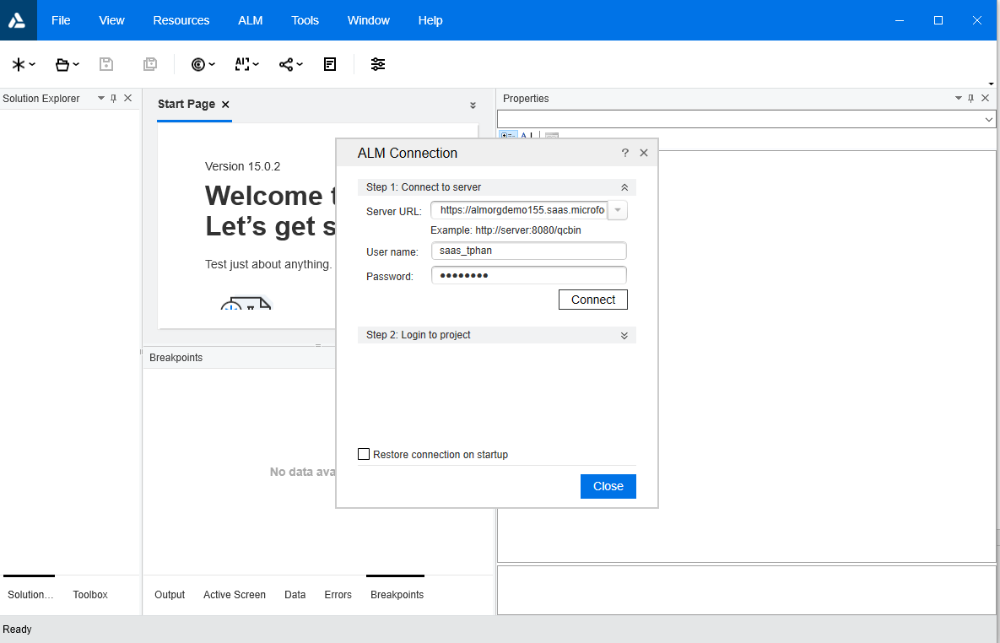 File View Resources ALM Tools Window Help
Solution Explorer
Start Page
Properties
Version 15.0.2
Welcome t
Let’s get s
Test just about anything.
ALM Connection
?
Step 1: Connect to server
Server URL: https://almorgdemo155.saas.microfo
Example: http://server:8080/qcbin
User name: saas_tphan
Password: ●●●●●●●●
Connect
Step 2: Login to project
Restore connection on startup
Close
Breakpoints
No data ava
Solution… Toolbox
Output Active Screen Data Errors Breakpoints
Ready